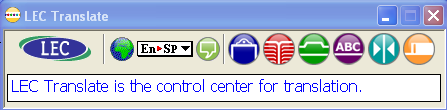 LEC Translate
LEC En▸SP ABC
LEC Translate is the control center for translation.